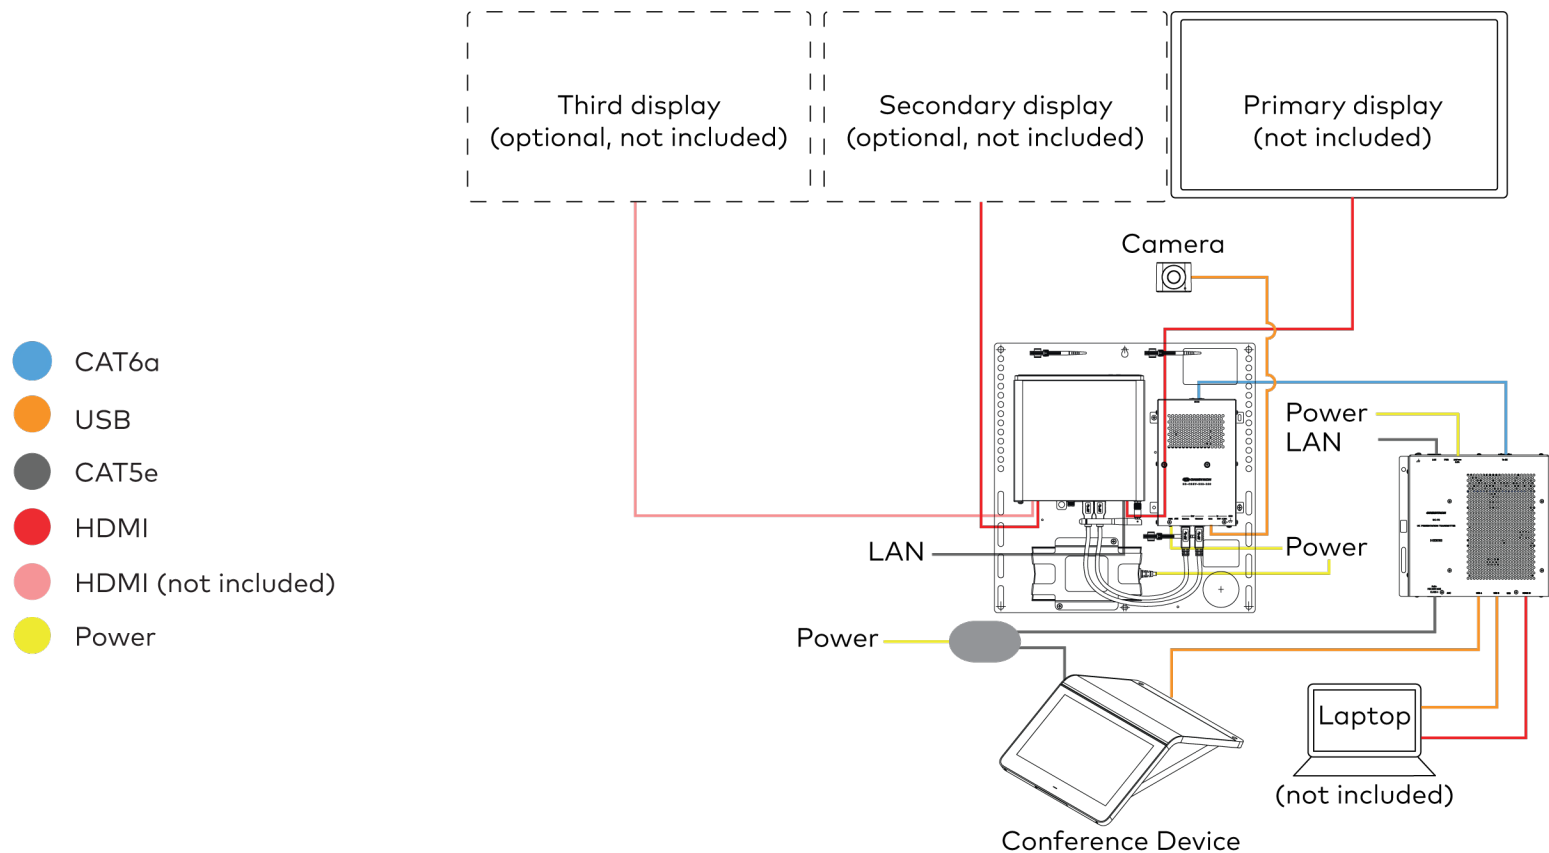 Third display
(optional, not included)
Secondary display
(optional, not included)
Primary display
(not included)
Camera
CAT6a
USB
CAT5e
HDMI
HDMI (not included)
Power
Power
LAN
LAN
Power
Power
Laptop
(not included)
Conference Device